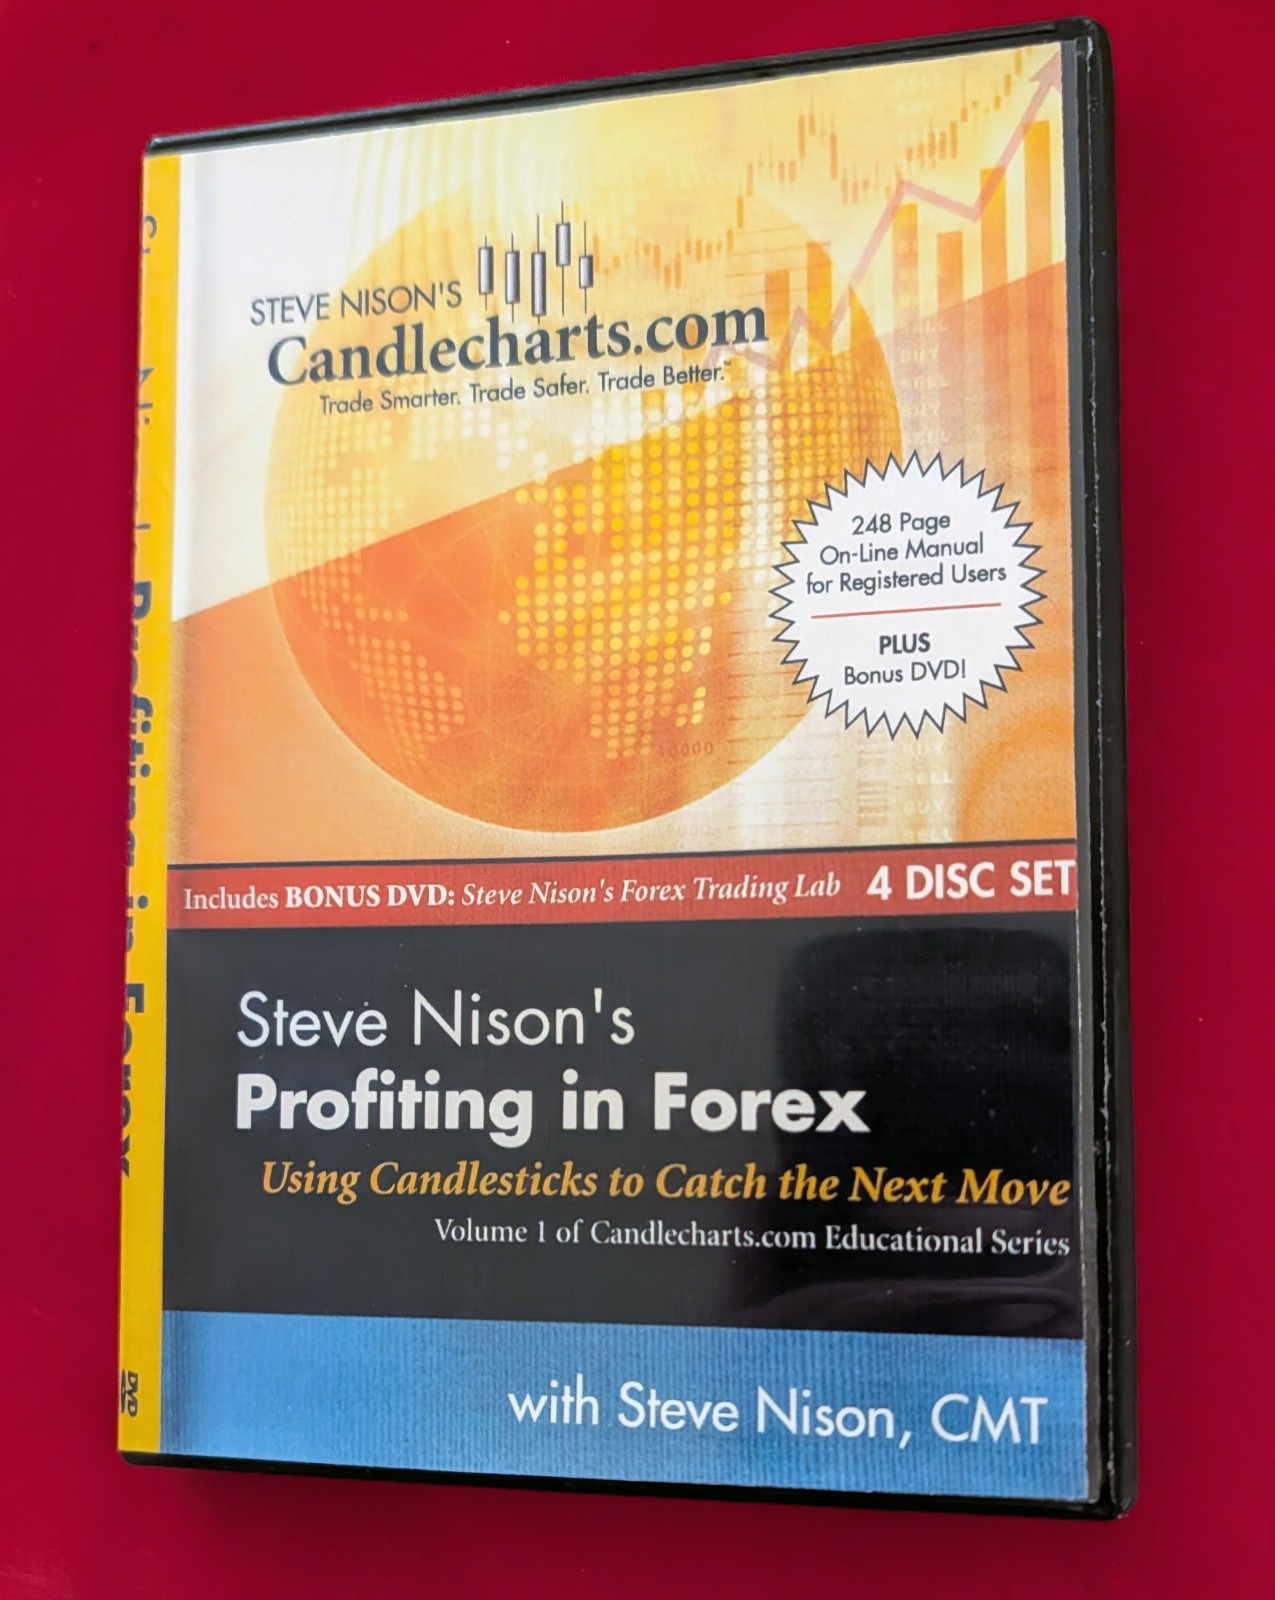 STEVE NISON'S
Candlecharts.com
Trade Smarter. Trade Safer. Trade Better.™
248 Page
On-Line Manual
for Registered Users
PLUS
Bonus DVD!
Includes BONUS DVD: Steve Nison's Forex Trading Lab 4 DISC SET
Steve Nison's
Profiting in Forex
Using Candlesticks to Catch the Next Move
Volume 1 of Candlecharts.com Educational Series
with Steve Nison, CMT
Profiting in Forex
DVD